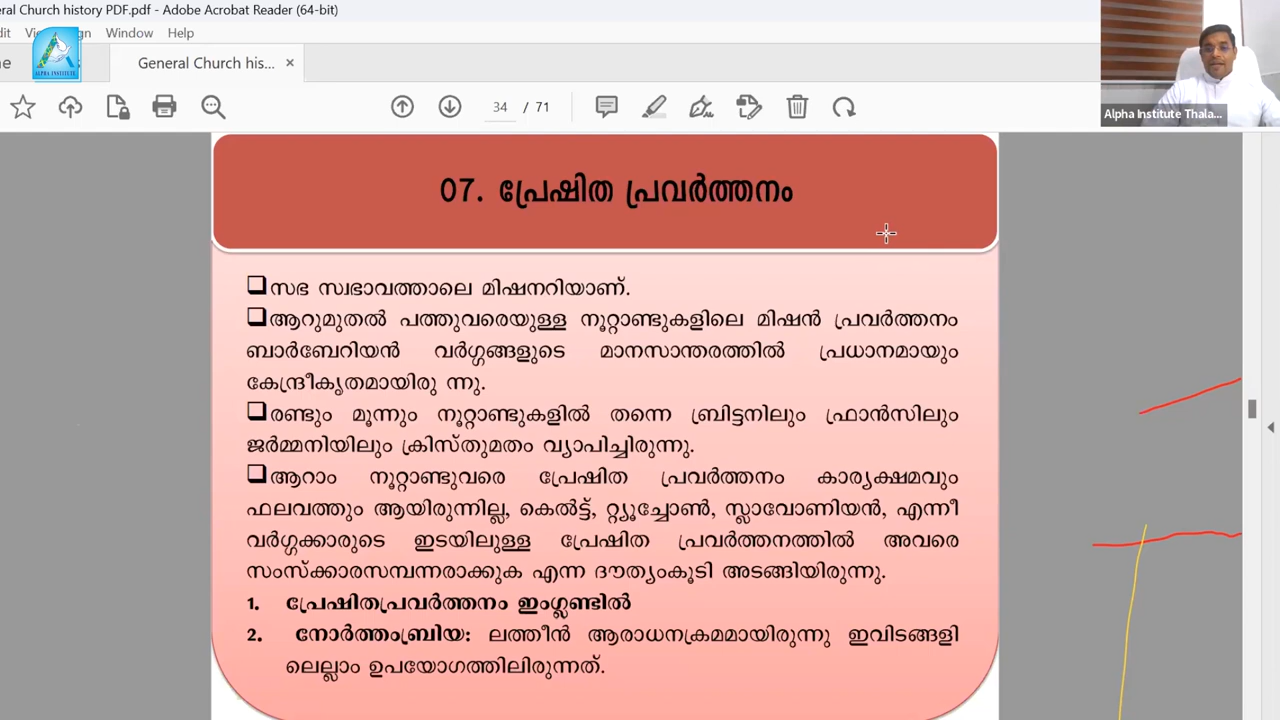 eral Church history PDF.pdf - Adobe Acrobat Reader (64-bit)
Window Help
General Church his... ×
ALPHA INSTITUTE
34 / 71
Alpha Institute Thala...
07. പ്രേഷിത പ്രവർത്തനം
സഭ സ്വഭാവത്താലെ മിഷനറിയാണ്.
ആറുമുതൽ പത്തുവരെയുള്ള നൂറ്റാണ്ടുകളിലെ മിഷൻ പ്രവർത്തനം
ബാർബേറിയൻ വർഗ്ഗങ്ങളുടെ മാനസാന്തരത്തിൽ പ്രധാനമായും
കേന്ദ്രീകൃതമായിരു ന്നു.
രണ്ടും മൂന്നും നൂറ്റാണ്ടുകളിൽ തന്നെ ബ്രിട്ടനിലും ഫ്രാൻസിലും
ജർമ്മനിയിലും ക്രിസ്തുമതം വ്യാപിച്ചിരുന്നു.
ആറാം നൂറ്റാണ്ടുവരെ പ്രേഷിത പ്രവർത്തനം കാര്യക്ഷമവും
ഫലവത്തും ആയിരുന്നില്ല, കെൽട്ട്, റ്റ്യൂച്ചോൺ, സ്ലാവോണിയൻ, എന്നീ
വർഗ്ഗക്കാരുടെ ഇടയിലുള്ള പ്രേഷിത പ്രവർത്തനത്തിൽ അവരെ
സംസ്ക്കാരസമ്പന്നരാക്കുക എന്ന ദൗത്യംകൂടി അടങ്ങിയിരുന്നു.
1. പ്രേഷിതപ്രവർത്തനം ഇംഗ്ലണ്ടിൽ
2. നോർത്തംബ്രിയ: ലത്തീൻ ആരാധനക്രമമായിരുന്നു ഇവിടങ്ങളി
ലെല്ലാം ഉപയോഗത്തിലിരുന്നത്.